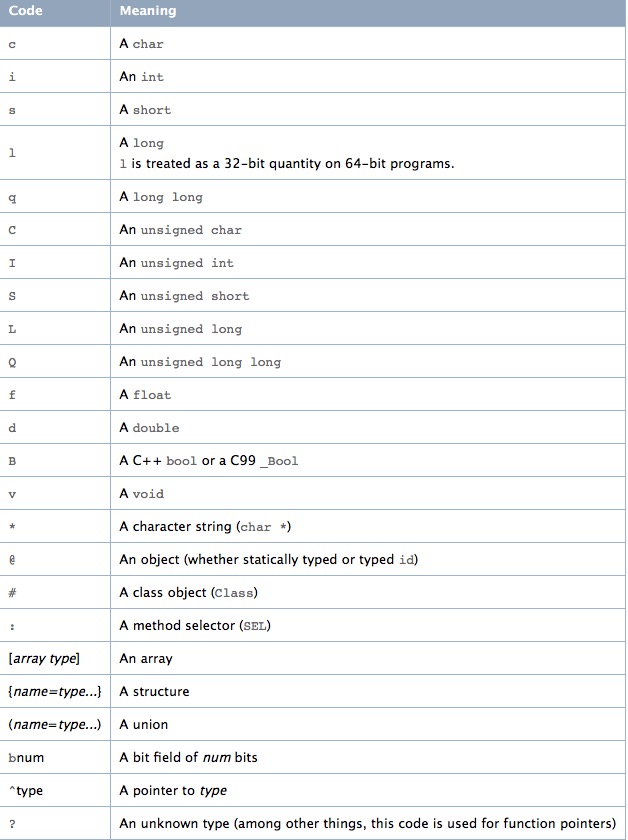 Code Meaning
c A char
i An int
s A short
l A long
l is treated as a 32-bit quantity on 64-bit programs.
q A long long
C An unsigned char
I An unsigned int
S An unsigned short
L An unsigned long
Q An unsigned long long
f A float
d A double
B A C++ bool or a C99 _Bool
v A void
* A character string (char *)
@ An object (whether statically typed or typed id)
# A class object (Class)
: A method selector (SEL)
[array type] An array
{name=type...} A structure
(name=type...) A union
bnum A bit field of num bits
^type A pointer to type
? An unknown type (among other things, this code is used for function pointers)